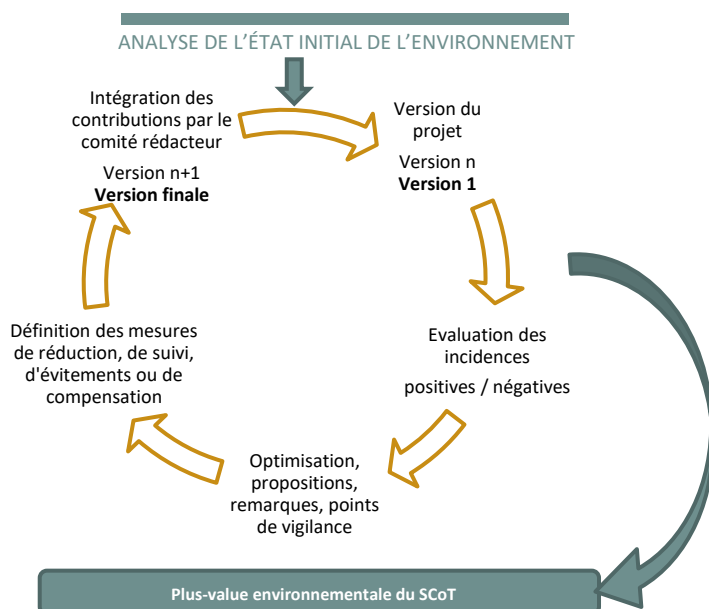 ANALYSE DE L'ÉTAT INITIAL DE L'ENVIRONNEMENT
Intégration des
contributions par le
comité rédacteur
Version n+1
Version finale
Version du
projet
Version n
Version 1
Evaluation des
incidences
positives / négatives
Optimisation,
propositions,
remarques, points
de vigilance
Définition des mesures
de réduction, de suivi,
d'évitements ou de
compensation
Plus-value environnementale du SCoT